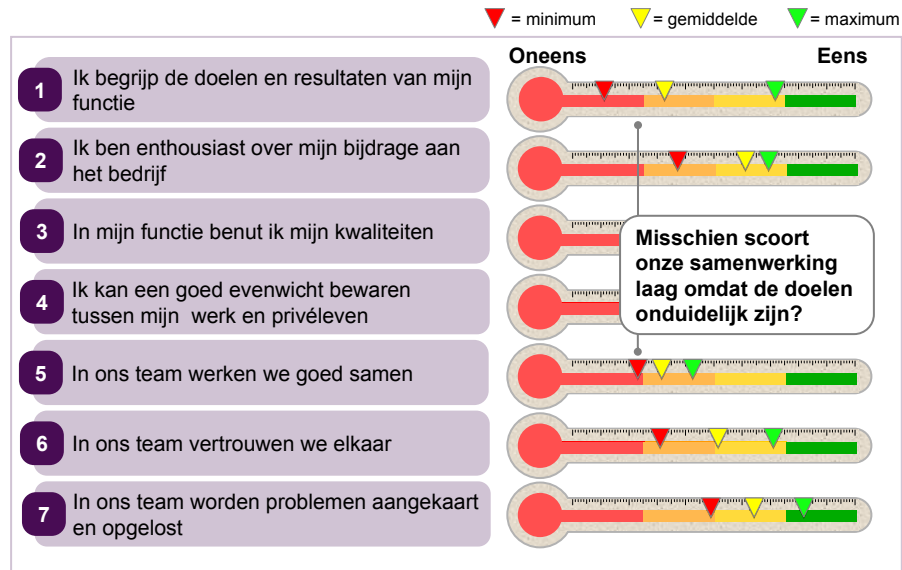 = minimum = gemiddelde = maximum
Oneens Eens
1 Ik begrijp de doelen en resultaten van mijn
functie
2 Ik ben enthousiast over mijn bijdrage aan
het bedrijf
3 In mijn functie benut ik mijn kwaliteiten
4 Ik kan een goed evenwicht bewaren
tussen mijn werk en privéleven
Misschien scoort
onze samenwerking
laag omdat de doelen
onduidelijk zijn?
5 In ons team werken we goed samen
6 In ons team vertrouwen we elkaar
7 In ons team worden problemen aangekaart
en opgelost